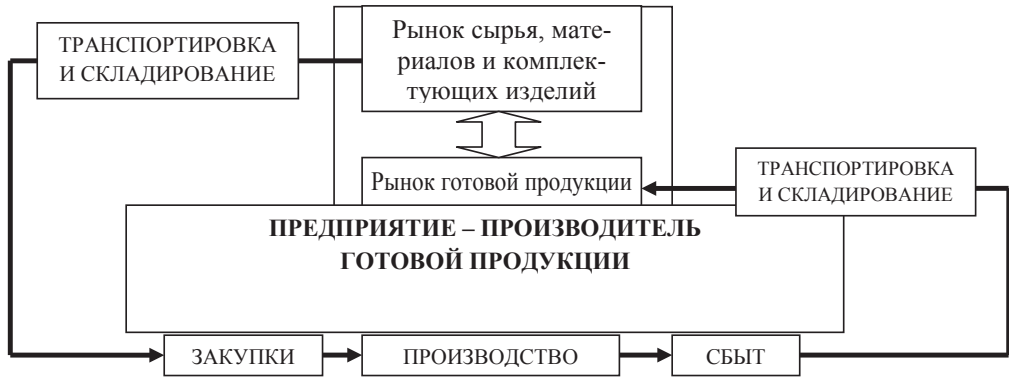 ТРАНСПОРТИРОВКА
И СКЛАДИРОВАНИЕ
Рынок сырья, мате-
риалов и комплек-
тующих изделий
Рынок готовой продукции
ТРАНСПОРТИРОВКА
И СКЛАДИРОВАНИЕ
ПРЕДПРИЯТИЕ – ПРОИЗВОДИТЕЛЬ
ГОТОВОЙ ПРОДУКЦИИ
ЗАКУПКИ
ПРОИЗВОДСТВО
СБЫТ